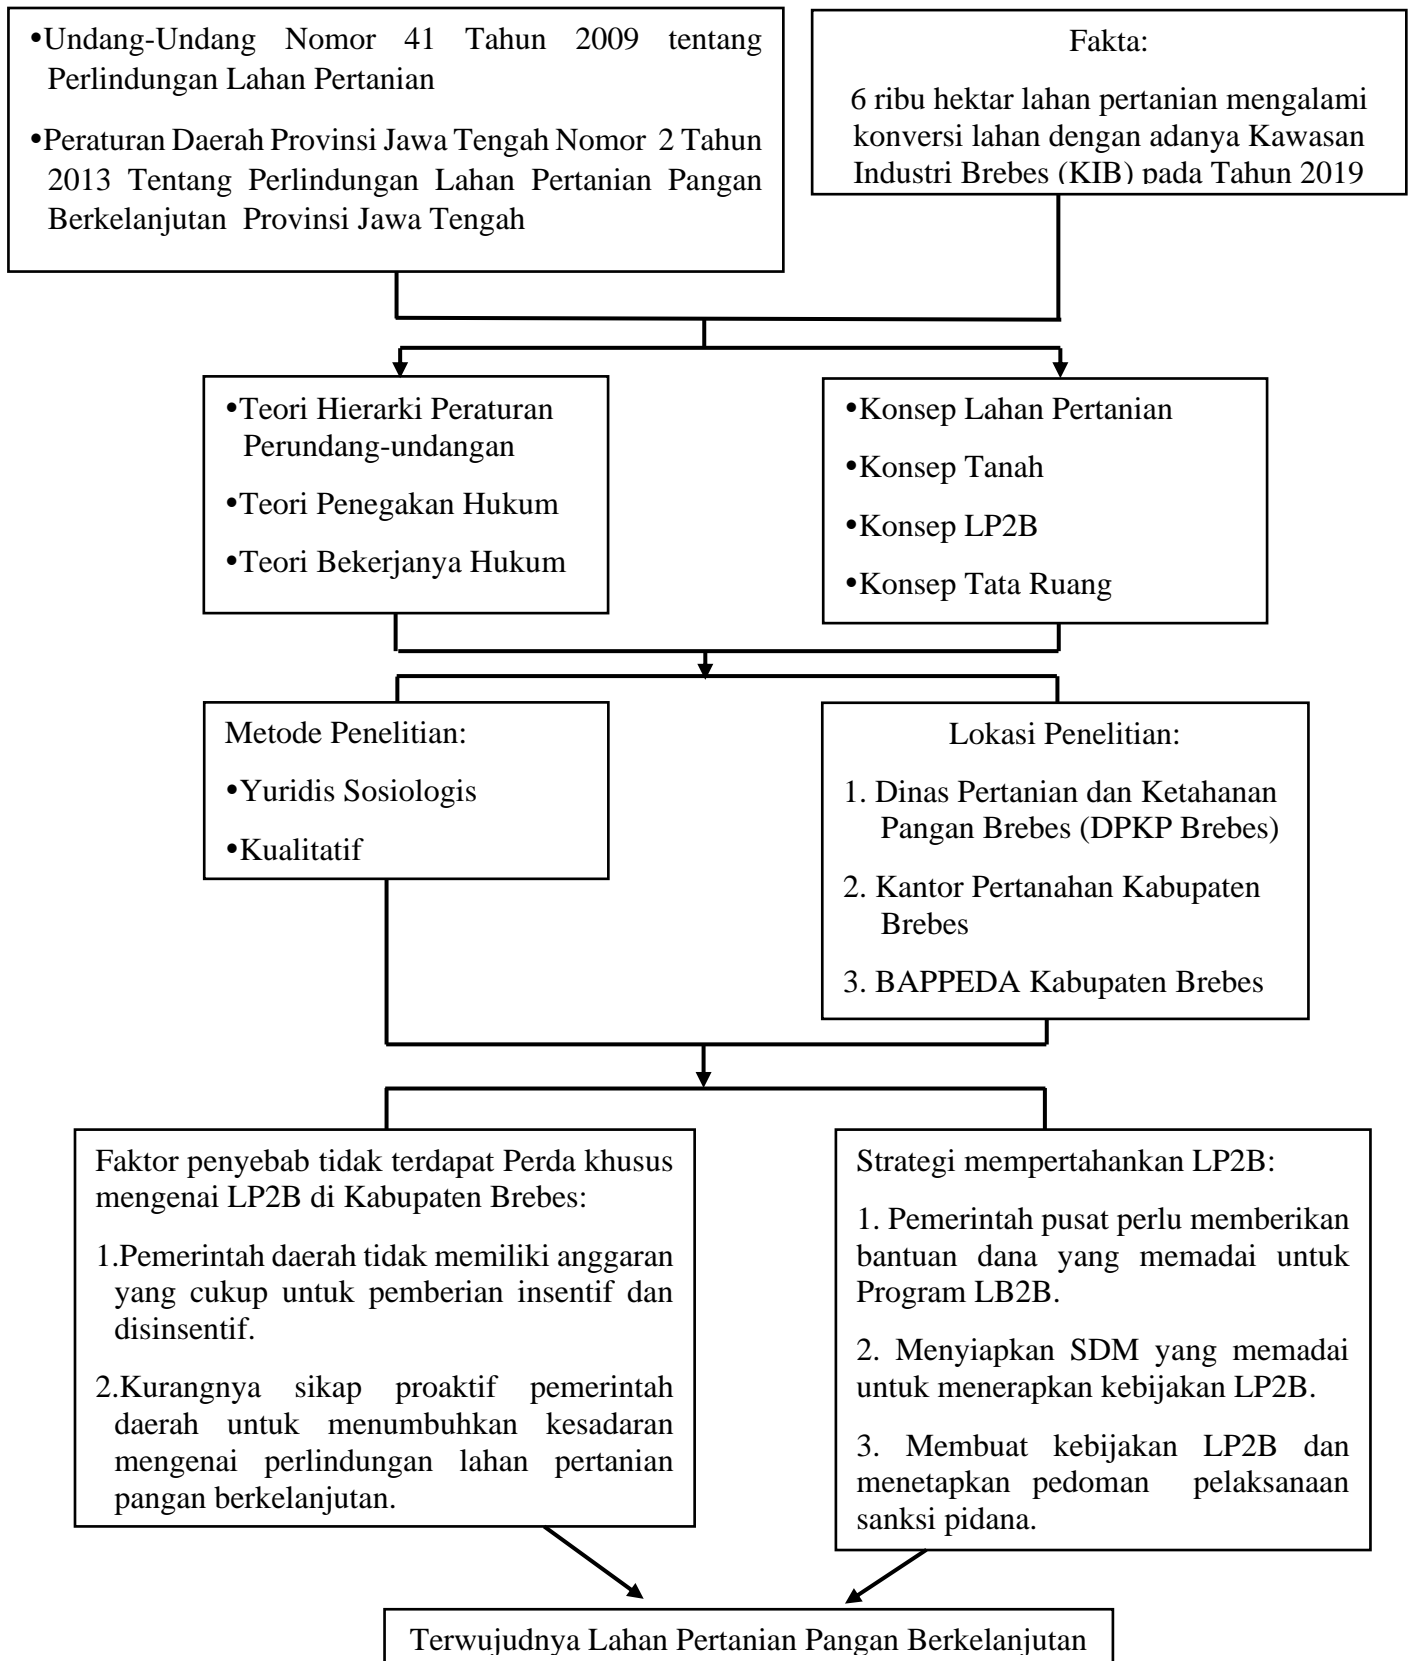 •Undang-Undang Nomor 41 Tahun 2009 tentang
Perlindungan Lahan Pertanian
•Peraturan Daerah Provinsi Jawa Tengah Nomor 2 Tahun
2013 Tentang Perlindungan Lahan Pertanian Pangan
Berkelanjutan Provinsi Jawa Tengah
Fakta:
6 ribu hektar lahan pertanian mengalami
konversi lahan dengan adanya Kawasan
Industri Brebes (KIB) pada Tahun 2019
•Teori Hierarki Peraturan
Perundang-undangan
•Teori Penegakan Hukum
•Teori Bekerjanya Hukum
•Konsep Lahan Pertanian
•Konsep Tanah
•Konsep LP2B
•Konsep Tata Ruang
Metode Penelitian:
•Yuridis Sosiologis
•Kualitatif
Lokasi Penelitian:
1. Dinas Pertanian dan Ketahanan
Pangan Brebes (DPKP Brebes)
2. Kantor Pertanahan Kabupaten
Brebes
3. BAPPEDA Kabupaten Brebes
Faktor penyebab tidak terdapat Perda khusus
mengenai LP2B di Kabupaten Brebes:
1.Pemerintah daerah tidak memiliki anggaran
yang cukup untuk pemberian insentif dan
disinsentif.
2.Kurangnya sikap proaktif pemerintah
daerah untuk menumbuhkan kesadaran
mengenai perlindungan lahan pertanian
pangan berkelanjutan.
Strategi mempertahankan LP2B:
1. Pemerintah pusat perlu memberikan
bantuan dana yang memadai untuk
Program LB2B.
2. Menyiapkan SDM yang memadai
untuk menerapkan kebijakan LP2B.
3. Membuat kebijakan LP2B dan
menetapkan pedoman pelaksanaan
sanksi pidana.
Terwujudnya Lahan Pertanian Pangan Berkelanjutan